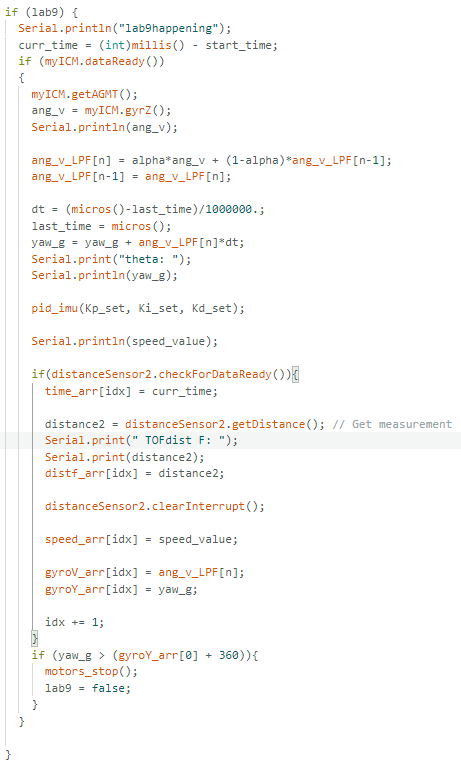 if (lab9) {
Serial.println("lab9happening");
curr_time = (int)millis() - start_time;
if (myICM.dataReady())
{
myICM.getAGMT();
ang_v = myICM.gyrZ();
Serial.println(ang_v);
ang_v_LPF[n] = alpha*ang_v + (1-alpha)*ang_v_LPF[n-1];
ang_v_LPF[n-1] = ang_v_LPF[n];
dt = (micros()-last_time)/1000000.;
last_time = micros();
yaw_g = yaw_g + ang_v_LPF[n]*dt;
Serial.print("theta: ");
Serial.println(yaw_g);
pid_imu(Kp_set, Ki_set, Kd_set);
Serial.println(speed_value);
if(distanceSensor2.checkForDataReady()){
time_arr[idx] = curr_time;
distance2 = distanceSensor2.getDistance(); // Get measurement
Serial.print(" TOFdist F: ");
Serial.print(distance2);
distf_arr[idx] = distance2;
distanceSensor2.clearInterrupt();
speed_arr[idx] = speed_value;
gyroV_arr[idx] = ang_v_LPF[n];
gyroY_arr[idx] = yaw_g;
idx += 1;
}
if (yaw_g > (gyroY_arr[0] + 360)){
motors_stop();
lab9 = false;
}
}
}